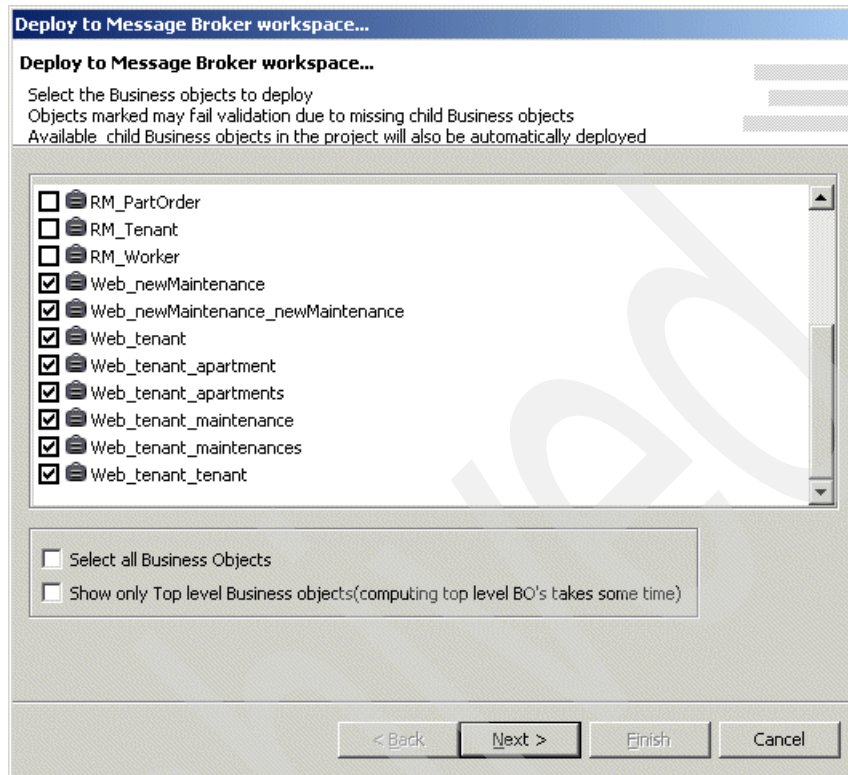 Deploy to Message Broker workspace...
Deploy to Message Broker workspace...
Select the Business objects to deploy
Objects marked may fail validation due to missing child Business objects
Available child Business objects in the project will also be automatically deployed
RM_PartOrder
RM_Tenant
RM_Worker
Web_newMaintenance
Web_newMaintenance_newMaintenance
Web_tenant
Web_tenant_apartment
Web_tenant_apartments
Web_tenant_maintenance
Web_tenant_maintenances
Web_tenant_tenant
Select all Business Objects
Show only Top level Business objects(computing top level BO's takes some time)
< Back Next > Finish Cancel